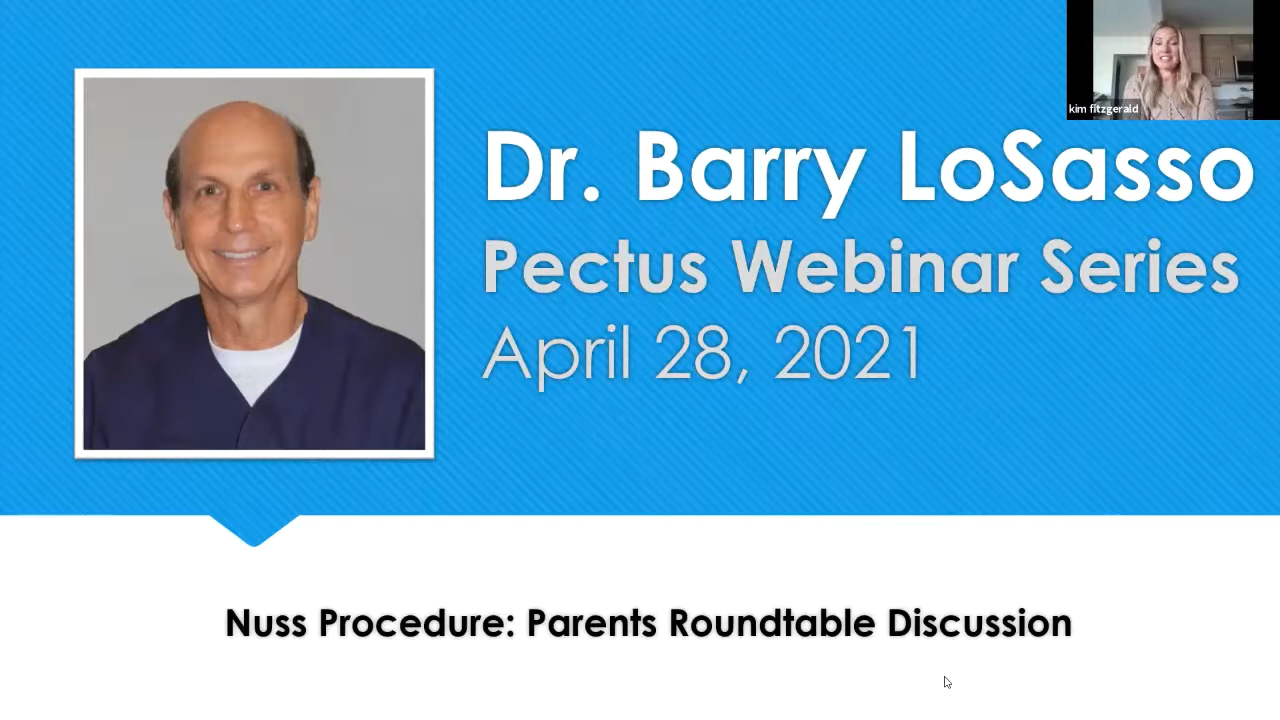 kim fitzgerald
Dr. Barry LoSasso
Pectus Webinar Series
April 28, 2021
Nuss Procedure: Parents Roundtable Discussion